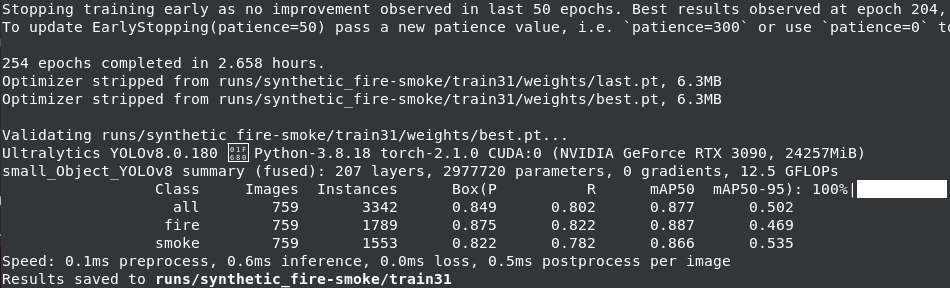 Stopping training early as no improvement observed in last 50 epochs. Best results observed at epoch 204,
To update EarlyStopping(patience=50) pass a new patience value, i.e. `patience=300` or use `patience=0` to
254 epochs completed in 2.658 hours.
Optimizer stripped from runs/synthetic_fire-smoke/train31/weights/last.pt, 6.3MB
Optimizer stripped from runs/synthetic_fire-smoke/train31/weights/best.pt, 6.3MB
Validating runs/synthetic_fire-smoke/train31/weights/best.pt...
Ultralytics YOLOv8.0.180 Python-3.8.18 torch-2.1.0 CUDA:0 (NVIDIA GeForce RTX 3090, 24257MiB)
small_Object_YOLOv8 summary (fused): 207 layers, 2977720 parameters, 0 gradients, 12.5 GFLOPs
Class Images Instances Box(P R mAP50 mAP50-95): 100%|
all 759 3342 0.849 0.802 0.877 0.502
fire 759 1789 0.875 0.822 0.887 0.469
smoke 759 1553 0.822 0.782 0.866 0.535
Speed: 0.1ms preprocess, 0.6ms inference, 0.0ms loss, 0.5ms postprocess per image
Results saved to runs/synthetic_fire-smoke/train31